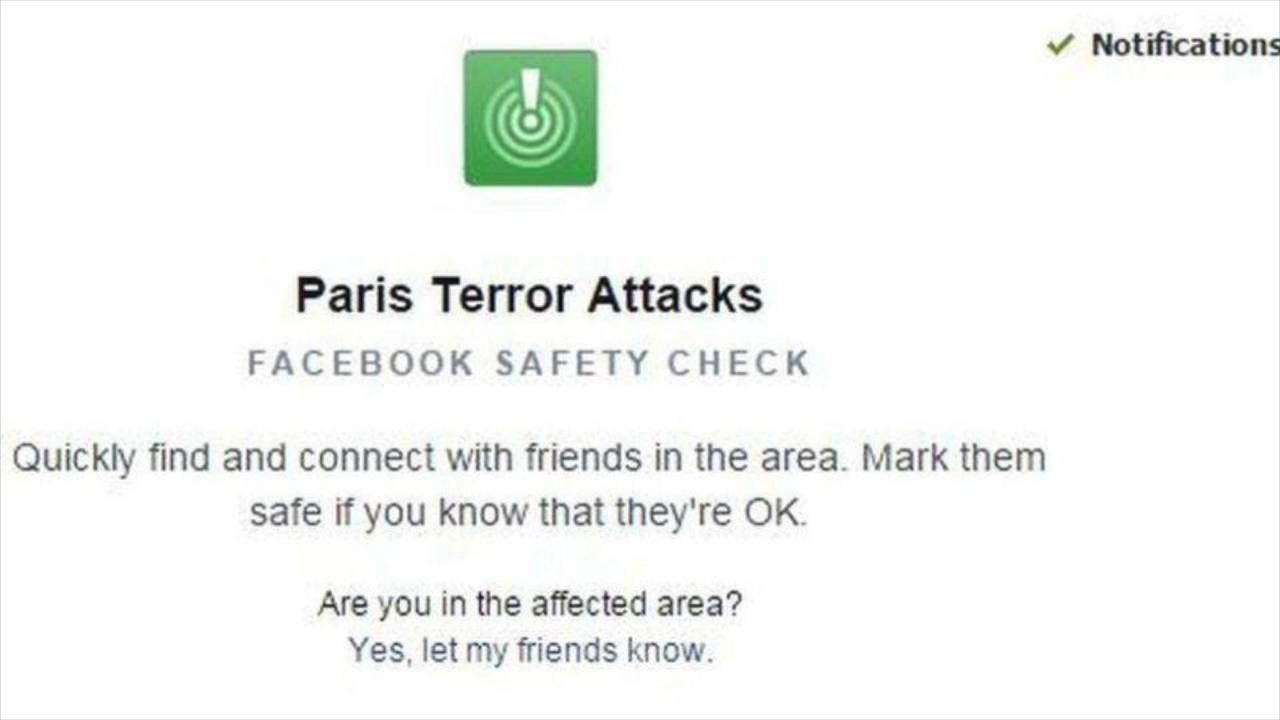 Notifications
Paris Terror Attacks
FACEBOOK SAFETY CHECK
Quickly find and connect with friends in the area. Mark them
safe if you know that they're OK.
Are you in the affected area?
Yes, let my friends know.